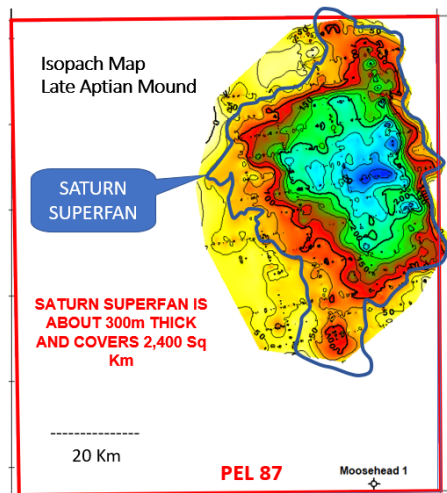 Isopach Map
Late Aptian Mound
SATURN
SUPERFAN
SATURN SUPERFAN IS
ABOUT 300m THICK
AND COVERS 2,400 Sq
Km
20 Km
PEL 87
Moosehead 1